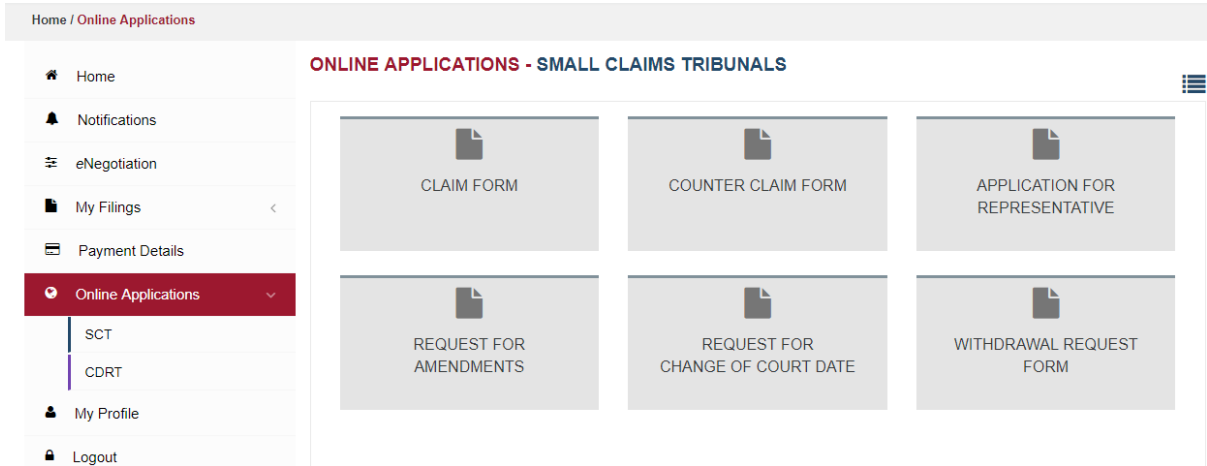 Home / Online Applications
Home
Notifications
eNegotiation
My Filings
Payment Details
Online Applications
SCT
CDRT
My Profile
Logout
ONLINE APPLICATIONS - SMALL CLAIMS TRIBUNALS
CLAIM FORM
COUNTER CLAIM FORM
APPLICATION FOR
REPRESENTATIVE
REQUEST FOR
AMENDMENTS
REQUEST FOR
CHANGE OF COURT DATE
WITHDRAWAL REQUEST
FORM